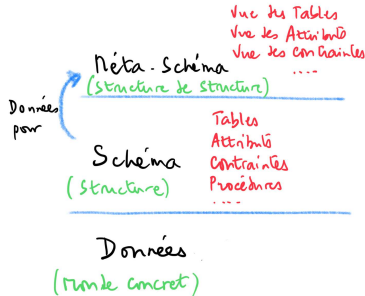 Vue des Tables
Vue des Attributs
Vue des Contraintes
....
Méta-Schéma
(Structure de Structure)
Données
pour
Tables
Attributs
Contraintes
Procédures
....
Schéma
(Structure)
Données
(Monde concret)